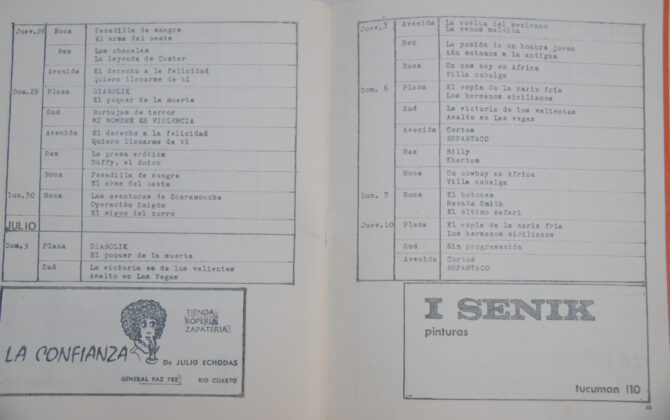 Juev.26 Roca Pesadilla de sangre
El arma del oeste
Rex Los chacales
La leyenda de Custer
Avenida El derecho a la felicidad
Quiero llenarme de tí
Dom.29 Plaza DIABOLIK
El poquer de la muerte
Sud Burbujas de terror
MI NOMBRE ES VIOLENCIA
Avenida El derecho a la felicidad
Quiero llenarme de tí
Rex La presa erótica
Duffy, el único
Roca Pesadilla de sangre
El arma del oeste
Lun.30 Roca Las aventuras de Scaramouche
Operación Saigón
El signo del zorro
JULIO
Dom.3 Plaza DIABOLIK
El poquer de la muerte
Sud La victoria es de los valientes
Asalto en Las Vegas
TIENDA
ROPERIA
ZAPATERIA
LA CONFIANZA
De JULIO ECHODAS
GENERAL PAZ 782 RIO CUARTO
Juev.3 Avenida La vuelta del mexicano
La venus maldita
Rex La pasión de un hombre joven
Aún matamos a la antigua
Roca Un cow boy en Africa
Villa cabalga
Dom. 6 Plaza El espía de la nariz fría
Los hermanos sicilianos
Sud La victoria de los valientes
Asalto en Las vegas
Avenida Cortos
ESPARTACO
Rex Billy
Khartum
Roca Un cowboy en Africa
Villa cabalga
Lun. 7 Roca El botones
Nevada Smith
El último safari
Juev.10 Plaza El espía de la nariz fría
Los hermanos sicilianos
Sud Sin programación
Avenida Cortos
ESPARTACO
I SENIK
pinturas
tucuman 110